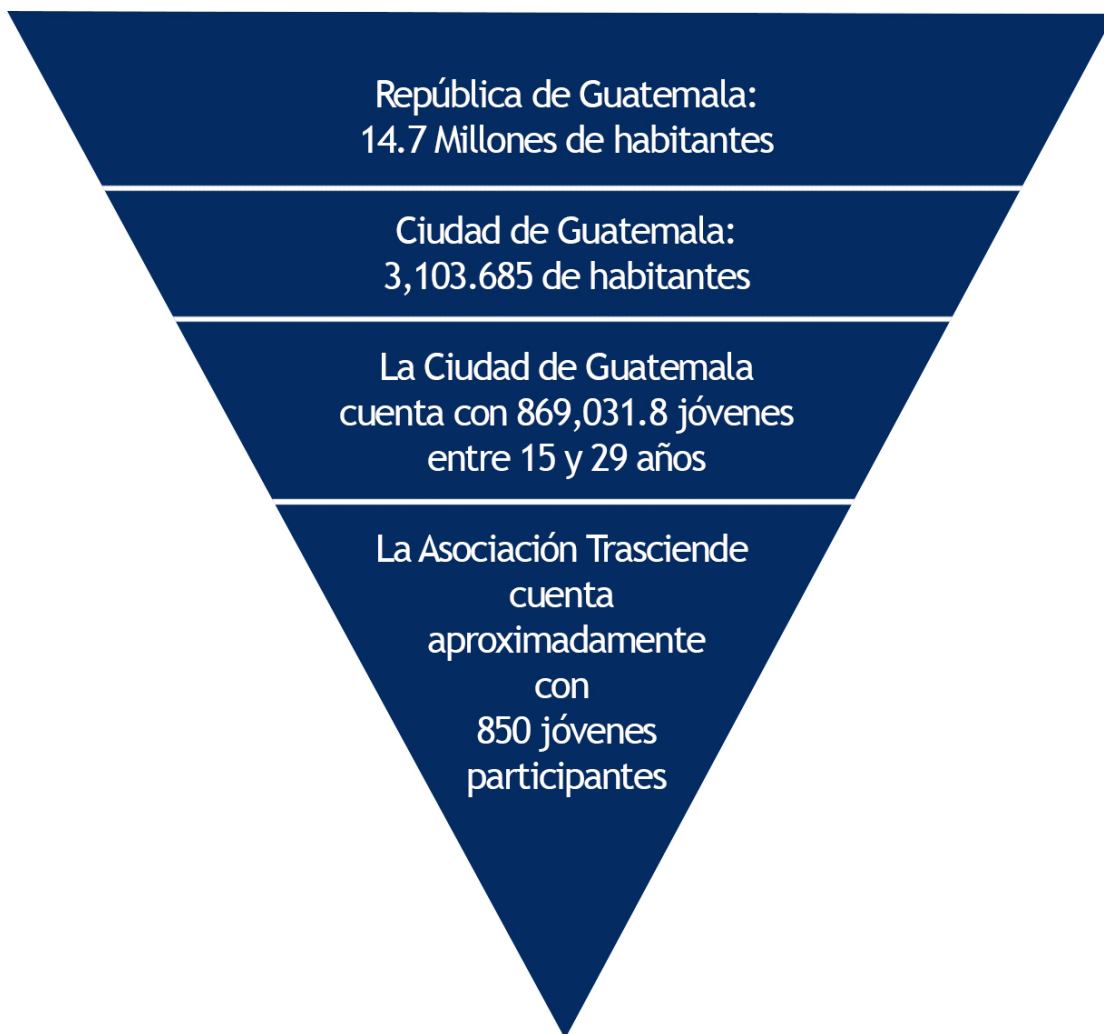 República de Guatemala:
14.7 Millones de habitantes
Ciudad de Guatemala:
3,103.685 de habitantes
La Ciudad de Guatemala
cuenta con 869,031.8 jóvenes
entre 15 y 29 años
La Asociación Trasciende
cuenta
aproximadamente
con
850 jóvenes
participantes